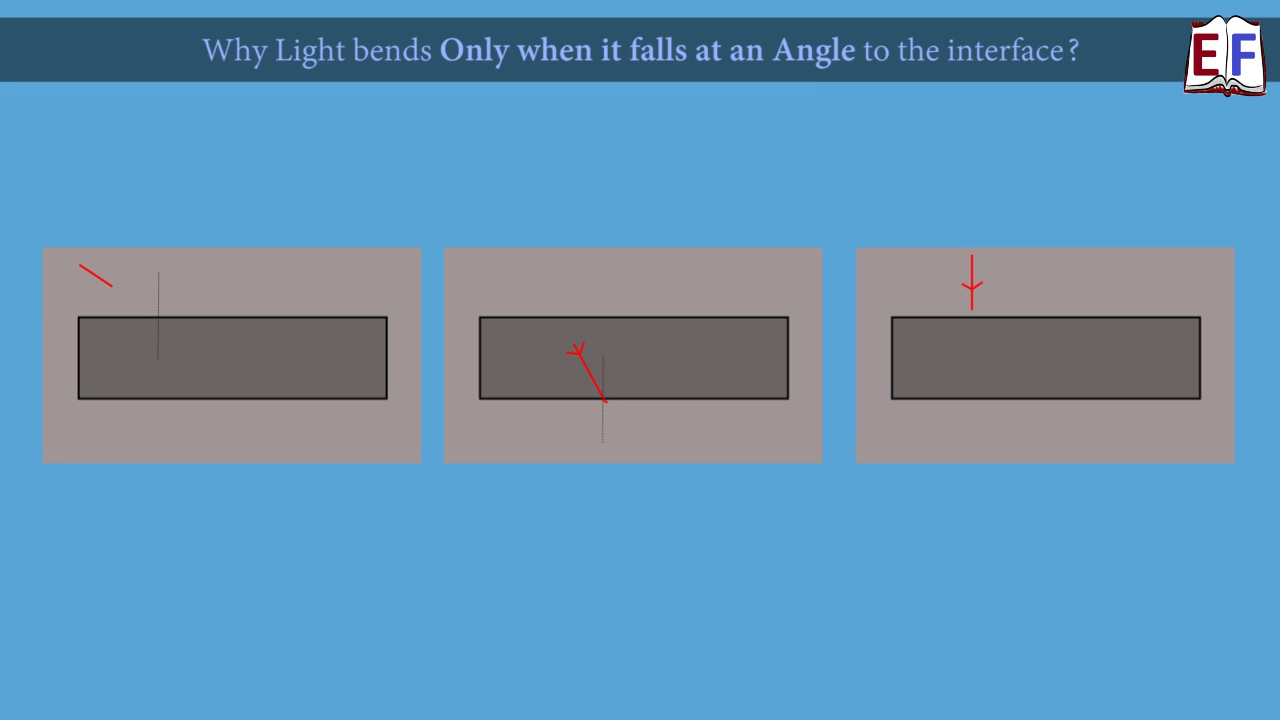 Why Light bends Only when it falls at an Angle to the interface?
EF